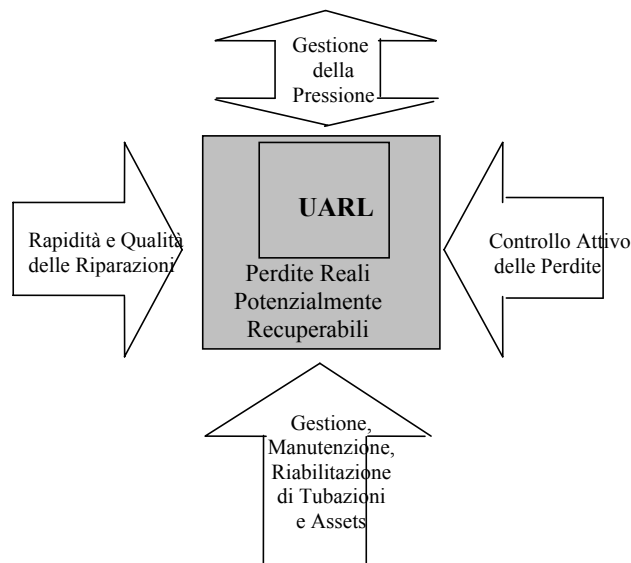 Gestione
della
Pressione
UARL
Perdite Reali
Potenzialmente
Recuperabili
Rapidità e Qualità
delle Riparazioni
Controllo Attivo
delle Perdite
Gestione,
Manutenzione,
Riabilitazione
di Tubazioni
e Assets